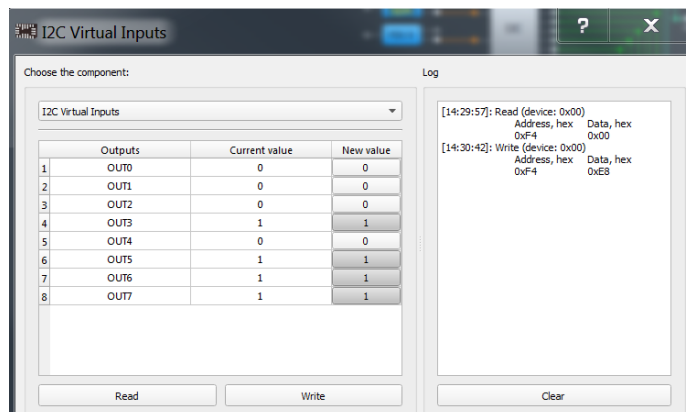 I2C Virtual Inputs
? X
Choose the component:
Log
I2C Virtual Inputs
Outputs Current value New value
1 OUT0 0 0
2 OUT1 0 0
3 OUT2 0 0
4 OUT3 1 1
5 OUT4 0 0
6 OUT5 1 1
7 OUT6 1 1
8 OUT7 1 1
Read Write
[14:29:57]: Read (device: 0x00)
Address, hex Data, hex
0xF4 0x00
[14:30:42]: Write (device: 0x00)
Address, hex Data, hex
0xF4 0xE8
Clear